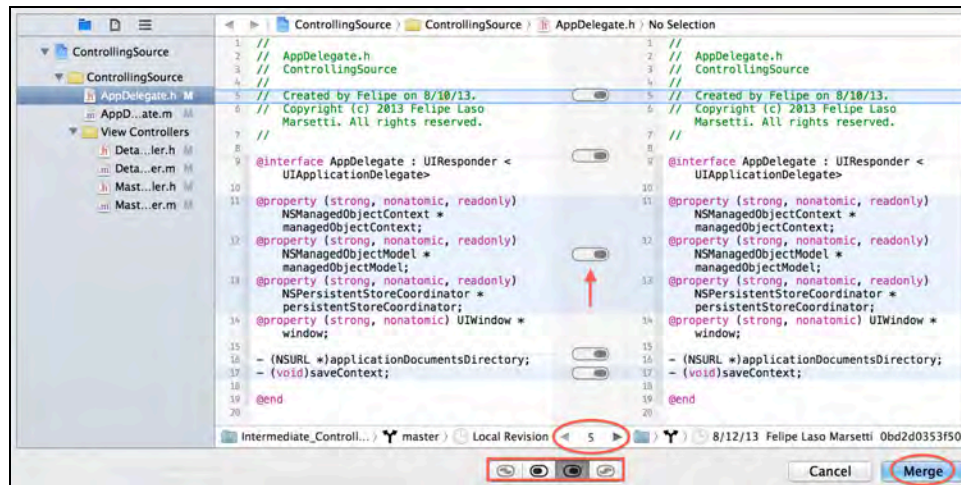 ControllingSource › ControllingSource › AppDelegate.h › No Selection
ControllingSource
ControllingSource
AppDelegate.h M
AppD...ate.m M
View Controllers
Deta...ler.h M
Deta...er.m M
Mast...ler.h M
Mast...er.m M
1 //
2 // AppDelegate.h
3 // ControllingSource
4 //
5 // Created by Felipe on 8/10/13.
6 // Copyright (c) 2013 Felipe Laso
Marsetti. All rights reserved.
7 //
8
9 @interface AppDelegate : UIResponder <
UIApplicationDelegate>
10
11 @property (strong, nonatomic, readonly)
NSManagedObjectContext *
managedObjectContext;
12 @property (strong, nonatomic, readonly)
NSManagedObjectModel *
managedObjectModel;
13 @property (strong, nonatomic, readonly)
NSPersistentStoreCoordinator *
persistentStoreCoordinator;
14 @property (strong, nonatomic) UIWindow *
window;
15
16 - (NSURL *)applicationDocumentsDirectory;
17 - (void)saveContext;
18
19 @end
20
1 //
2 // AppDelegate.h
3 // ControllingSource
4 //
5 // Created by Felipe on 8/10/13.
6 // Copyright (c) 2013 Felipe Laso
Marsetti. All rights reserved.
7 //
8
9 @interface AppDelegate : UIResponder <
UIApplicationDelegate>
10
11 @property (strong, nonatomic, readonly)
NSManagedObjectContext *
managedObjectContext;
12 @property (strong, nonatomic, readonly)
NSManagedObjectModel *
managedObjectModel;
13 @property (strong, nonatomic, readonly)
NSPersistentStoreCoordinator *
persistentStoreCoordinator;
14 @property (strong, nonatomic) UIWindow *
window;
15
16 - (NSURL *)applicationDocumentsDirectory;
17 - (void)saveContext;
18
19 @end
20
Intermediate_Controll... › master › Local Revision 5 8/12/13 Felipe Laso Marsetti 0bd2d0353f50
Cancel Merge